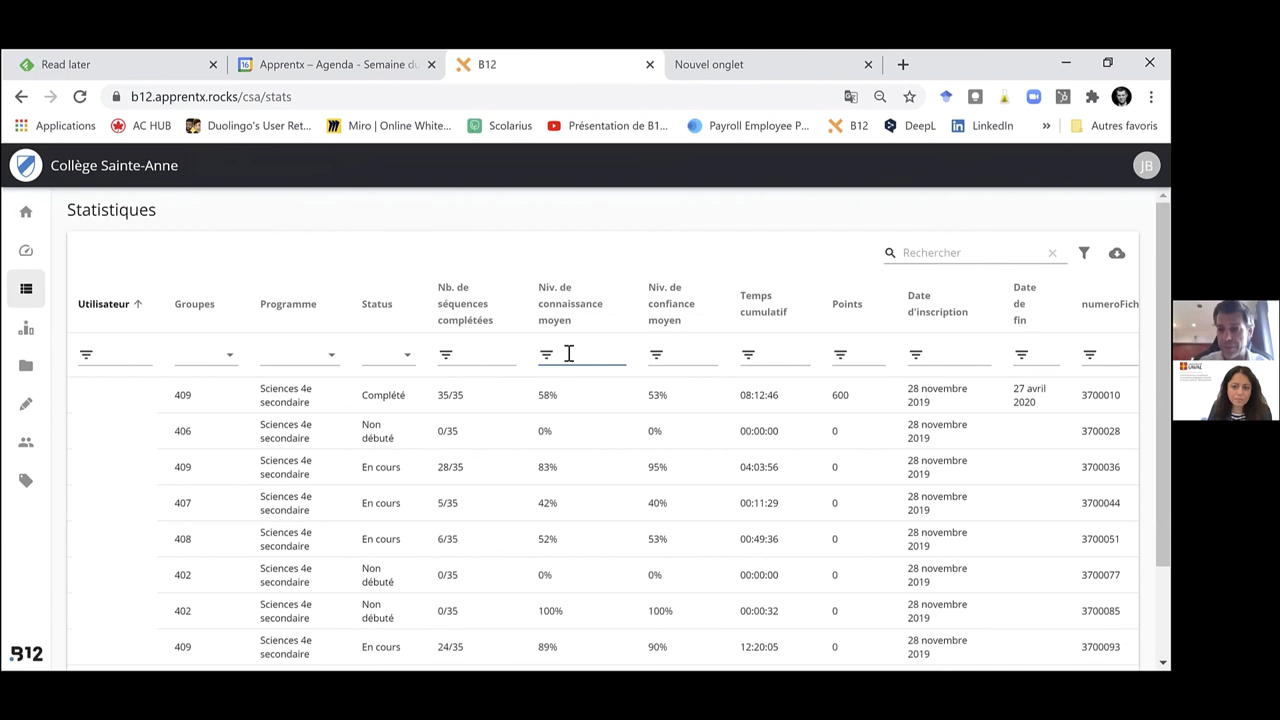 Read later
Apprentx – Agenda - Semaine du
B12
Nouvel onglet
b12.apprentx.rocks/csa/stats
Applications
AC HUB
Duolingo's User Ret...
Miro | Online White...
Scolarius
Présentation de B1...
Payroll Employee P...
B12
DeepL
LinkedIn
Autres favoris
Collège Sainte-Anne
JB
Statistiques
Rechercher
Utilisateur
Groupes
Programme
Status
Nb. de
séquences
complétées
Niv. de
connaissance
moyen
Niv. de
confiance
moyen
Temps
cumulatif
Points
Date
d'inscription
Date
de
fin
numeroFich
409
Sciences 4e
secondaire
Complété
35/35
58%
53%
08:12:46
600
28 novembre
2019
27 avril
2020
3700010
406
Sciences 4e
secondaire
Non
débuté
0/35
0%
0%
00:00:00
0
28 novembre
2019
3700028
409
Sciences 4e
secondaire
En cours
28/35
83%
95%
04:03:56
0
28 novembre
2019
3700036
407
Sciences 4e
secondaire
En cours
5/35
42%
40%
00:11:29
0
28 novembre
2019
3700044
408
Sciences 4e
secondaire
En cours
6/35
52%
53%
00:49:36
0
28 novembre
2019
3700051
402
Sciences 4e
secondaire
Non
débuté
0/35
0%
0%
00:00:00
0
28 novembre
2019
3700077
402
Sciences 4e
secondaire
Non
débuté
0/35
100%
100%
00:00:32
0
28 novembre
2019
3700085
409
Sciences 4e
secondaire
En cours
24/35
89%
90%
12:20:05
0
28 novembre
2019
3700093
B12